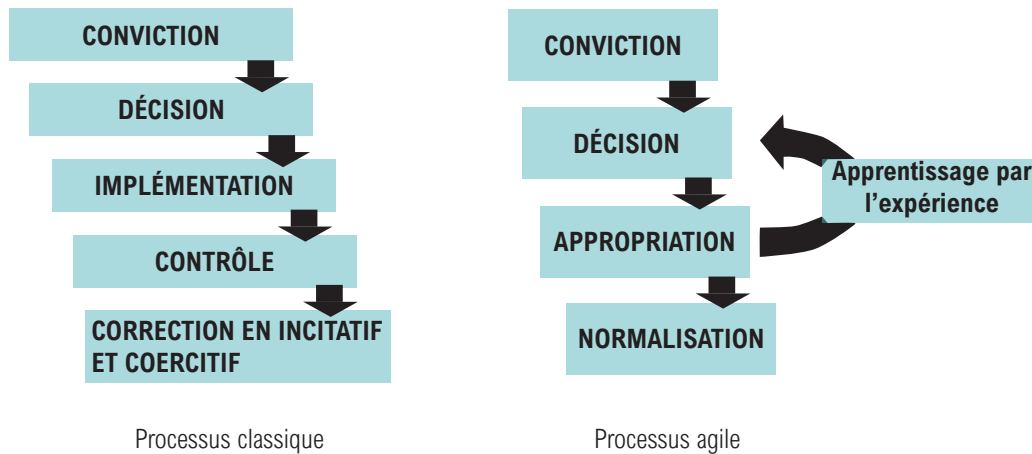 CONVICTION
DÉCISION
IMPLÉMENTATION
CONTRÔLE
CORRECTION EN INCITATIF
ET COERCITIF
Processus classique
CONVICTION
DÉCISION
APPROPRIATION
NORMALISATION
Apprentissage par
l’expérience
Processus agile